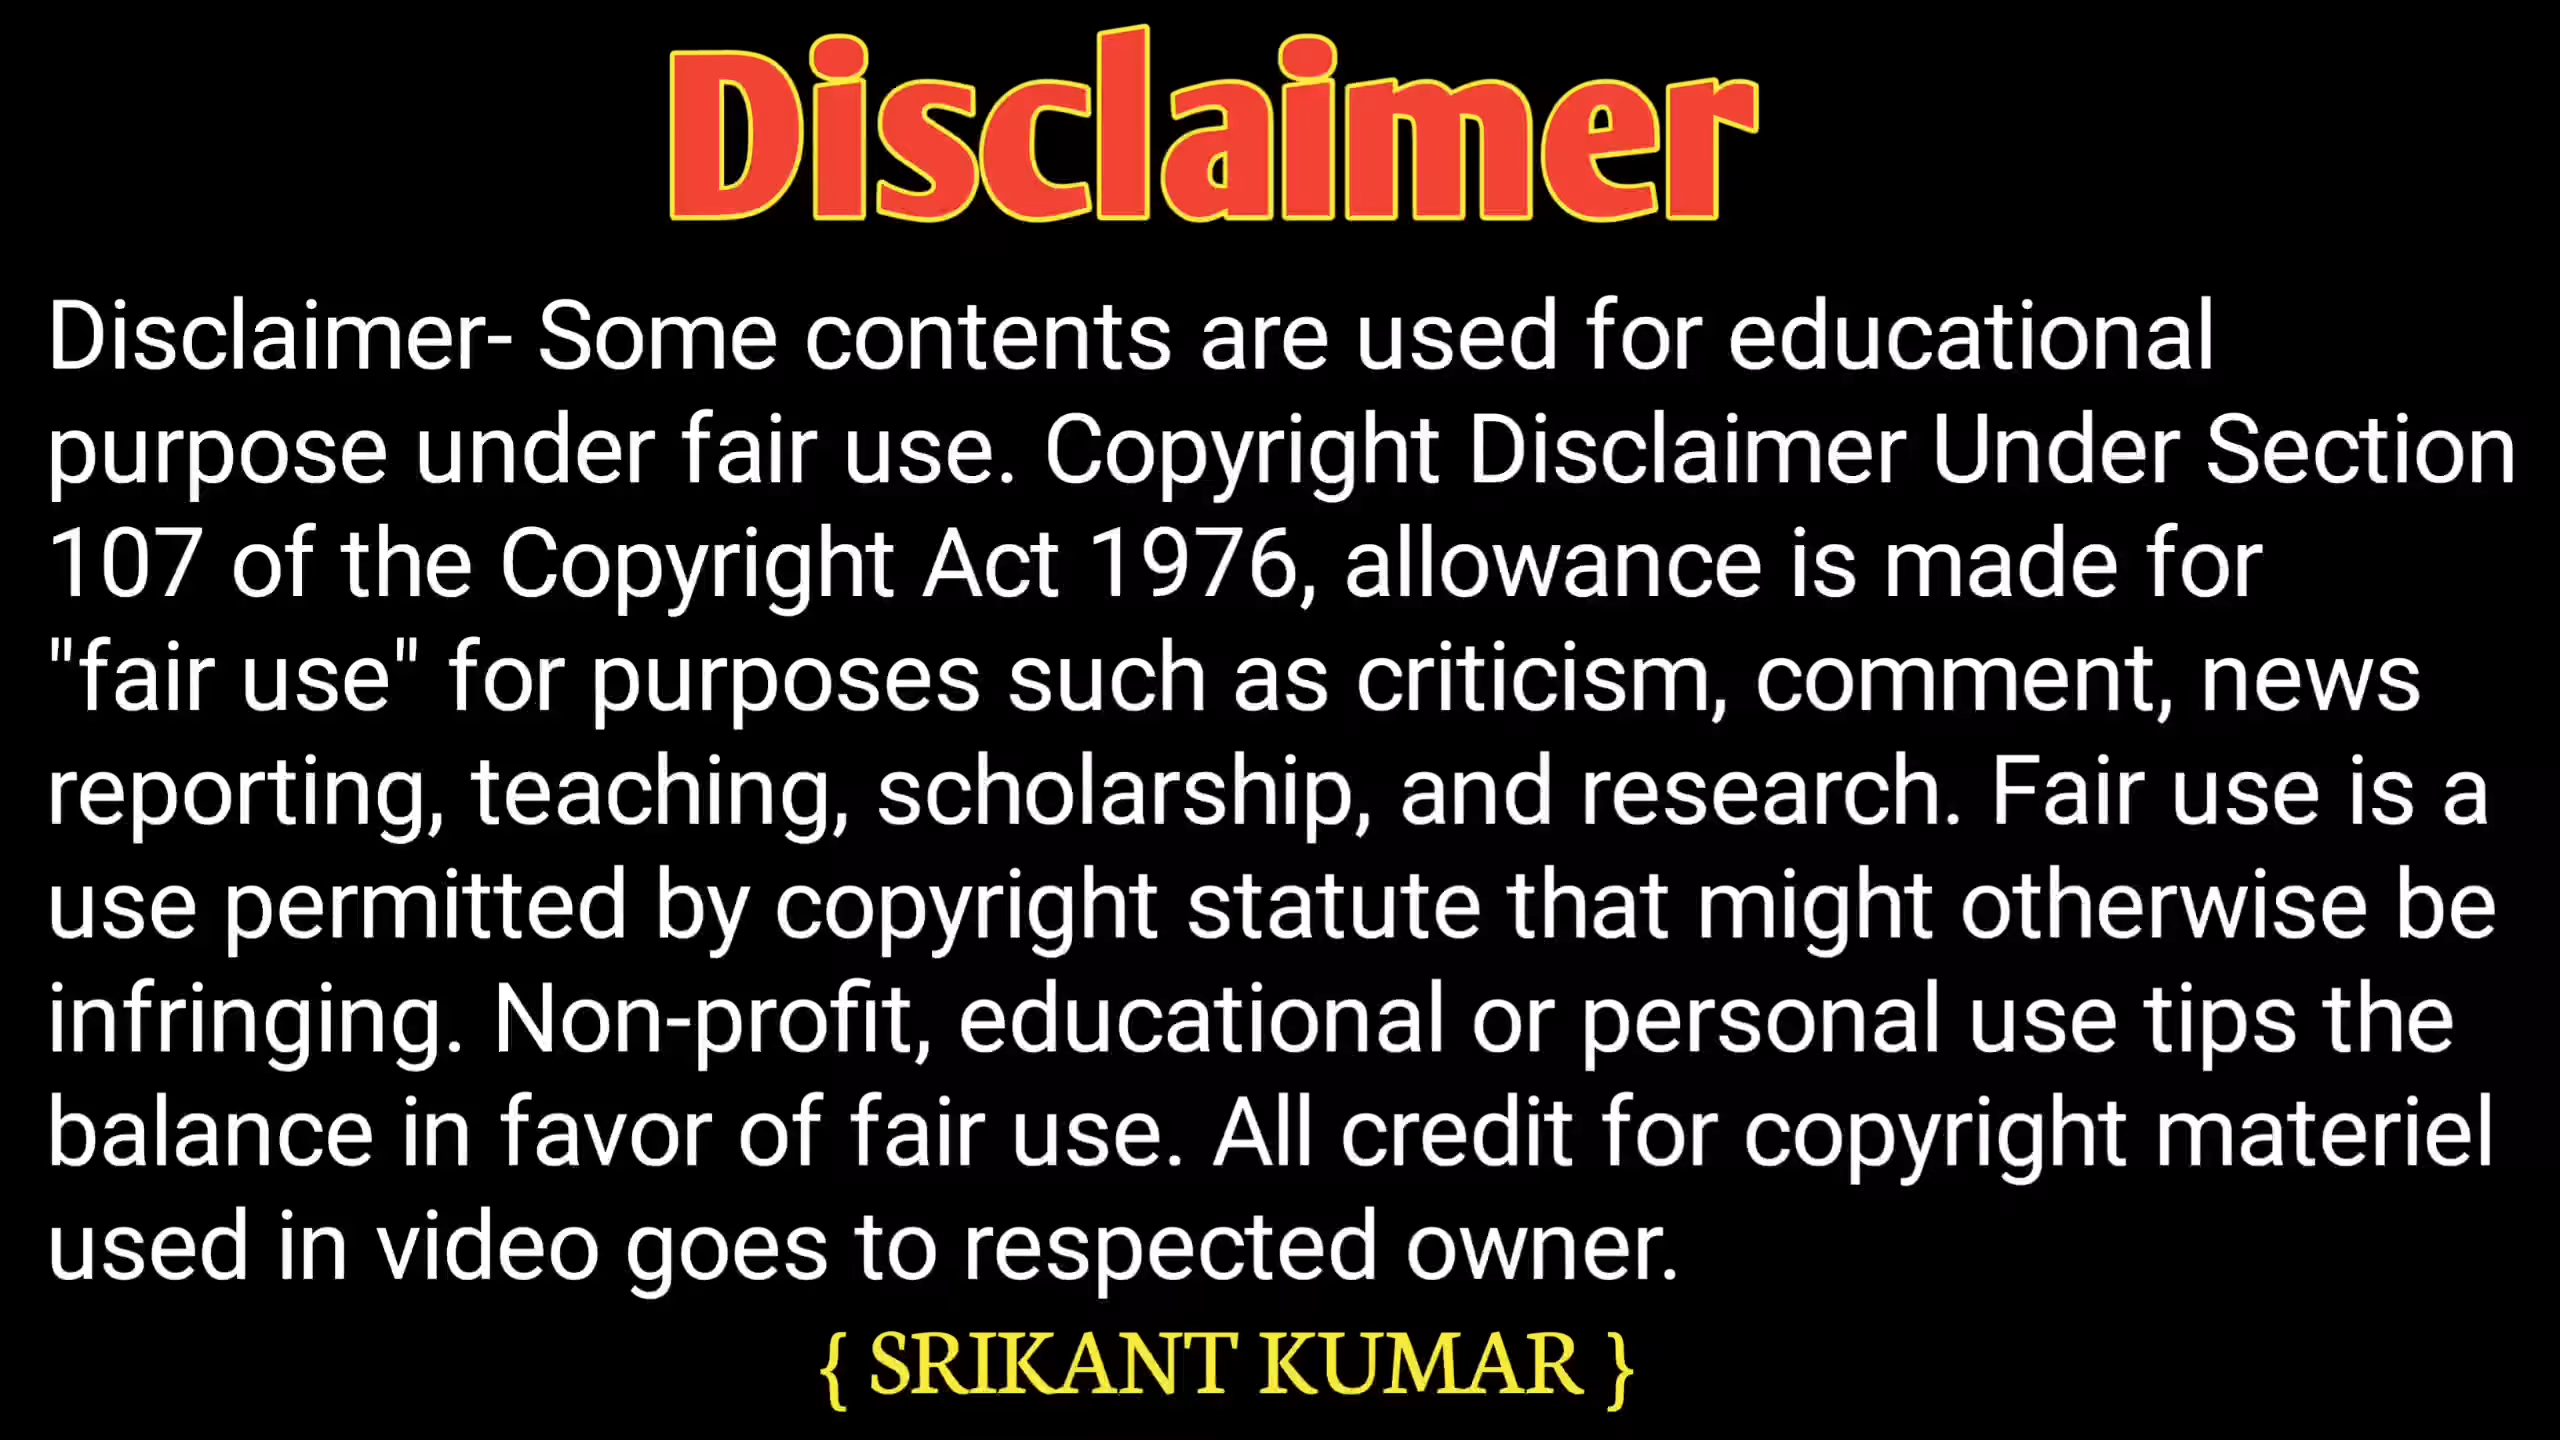 Disclaimer
Disclaimer- Some contents are used for educational
purpose under fair use. Copyright Disclaimer Under Section
107 of the Copyright Act 1976, allowance is made for
"fair use" for purposes such as criticism, comment, news
reporting, teaching, scholarship, and research. Fair use is a
use permitted by copyright statute that might otherwise be
infringing. Non-profit, educational or personal use tips the
balance in favor of fair use. All credit for copyright materiel
used in video goes to respected owner.
{ SRIKANT KUMAR }